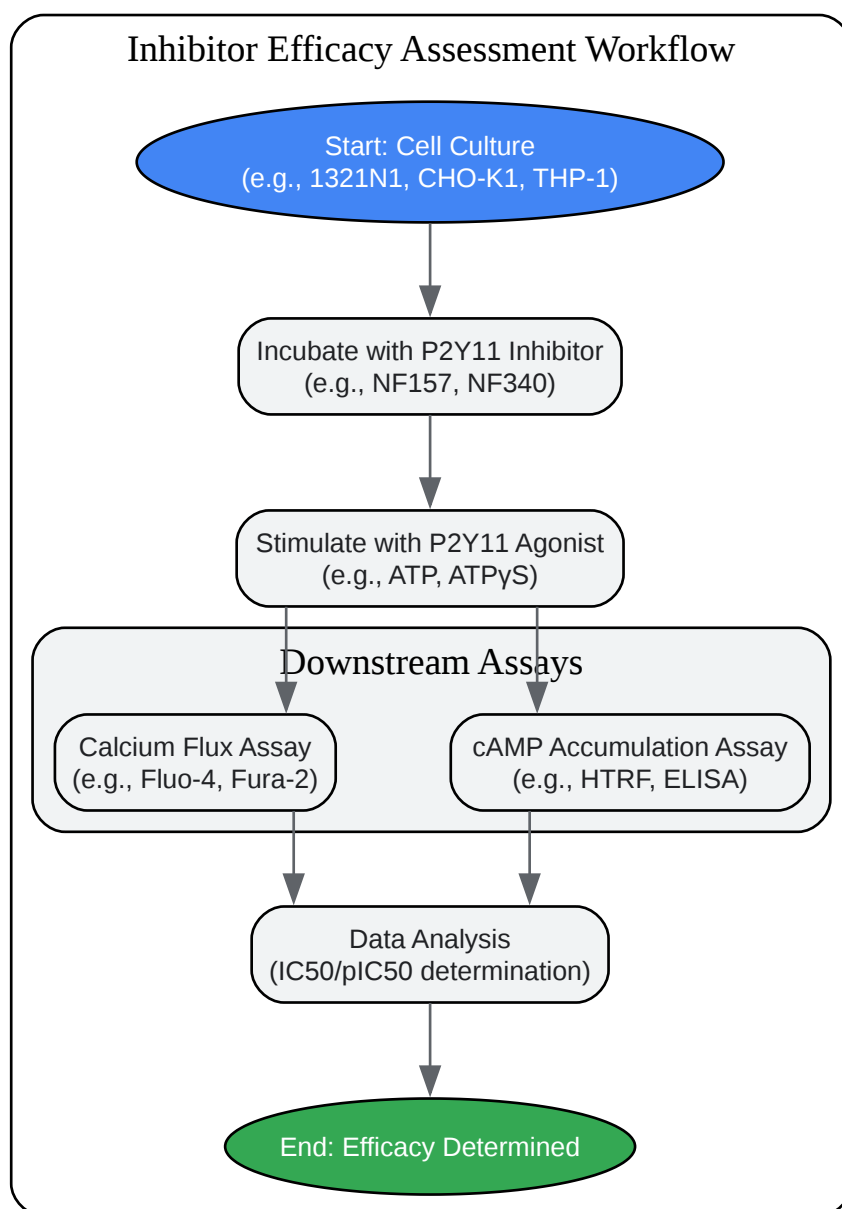 Inhibitor Efficacy Assessment Workflow
Start: Cell Culture
(e.g., 1321N1, CHO-K1, THP-1)
Incubate with P2Y11 Inhibitor
(e.g., NF157, NF340)
Stimulate with P2Y11 Agonist
(e.g., ATP, ATPγS)
Downstream Assays
Calcium Flux Assay
(e.g., Fluo-4, Fura-2)
cAMP Accumulation Assay
(e.g., HTRF, ELISA)
Data Analysis
(IC50/pIC50 determination)
End: Efficacy Determined